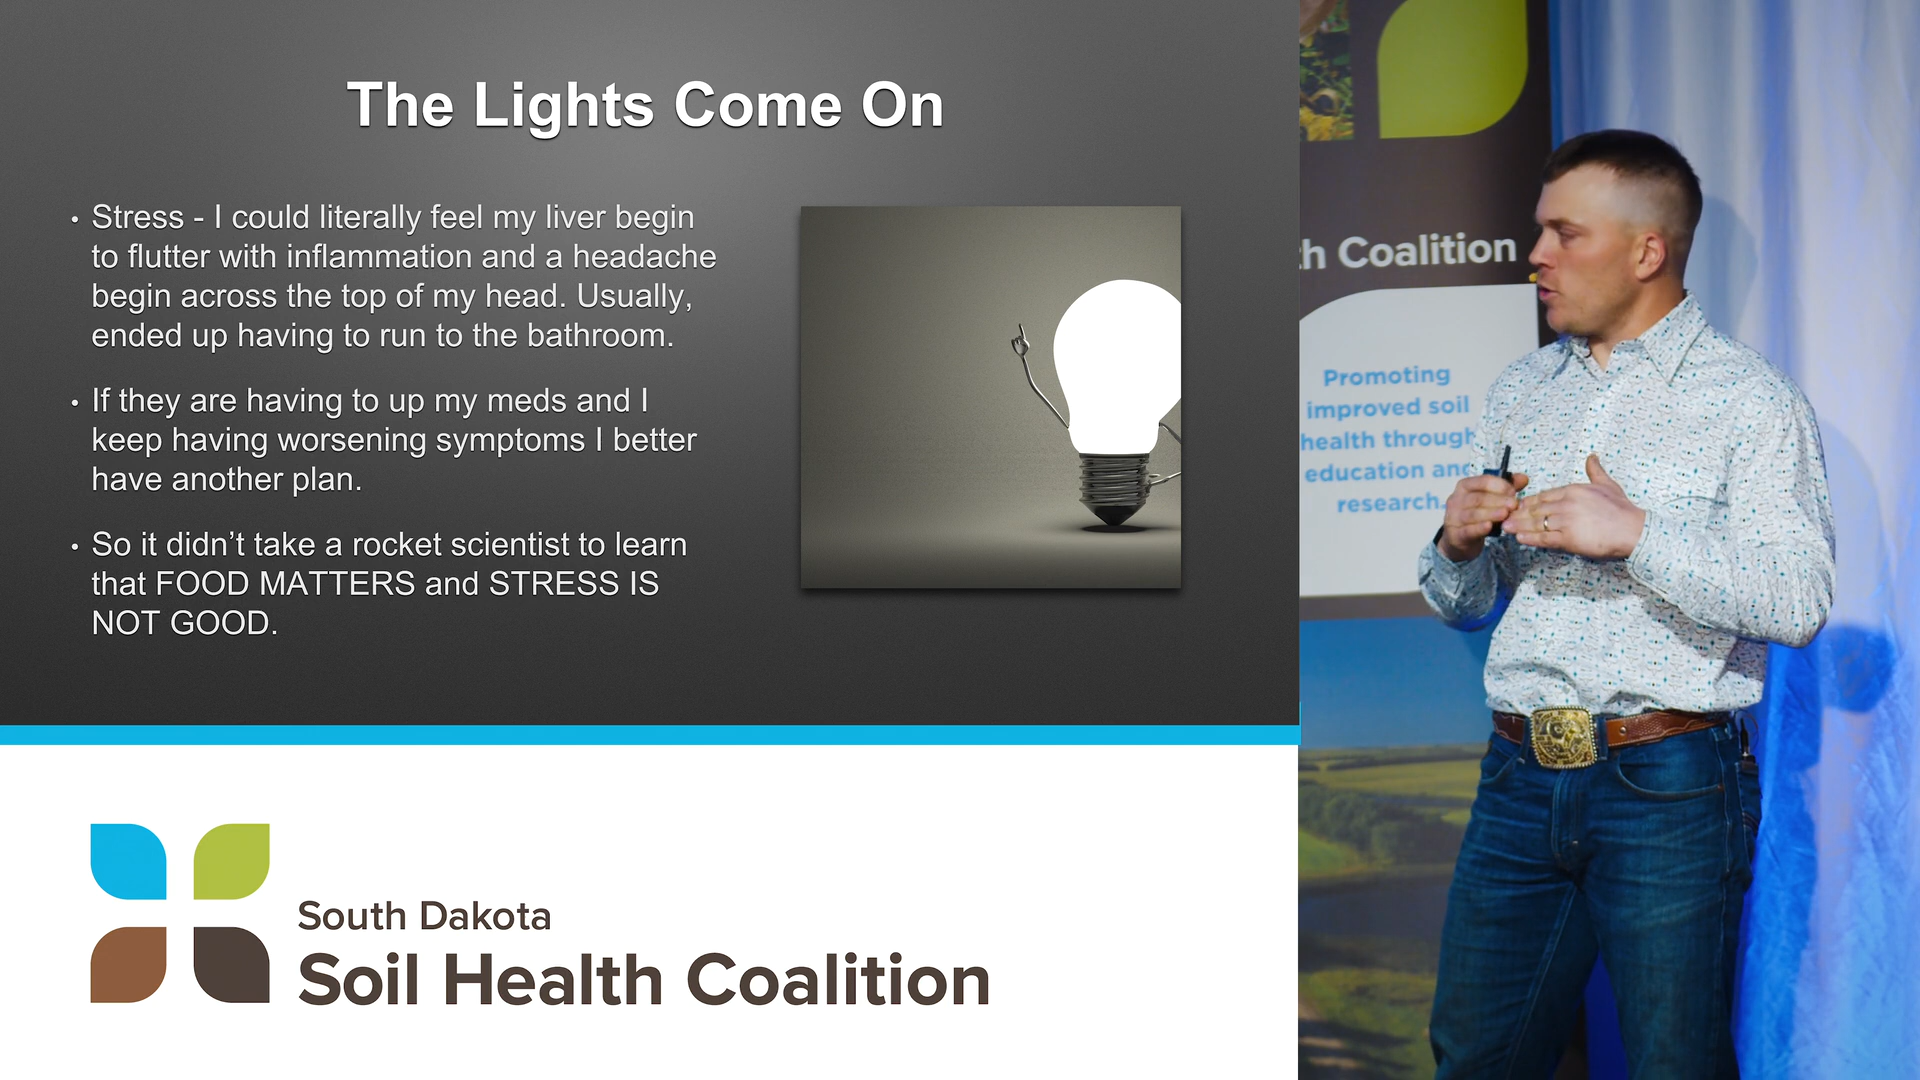 The Lights Come On
• Stress - I could literally feel my liver begin
to flutter with inflammation and a headache
begin across the top of my head. Usually,
ended up having to run to the bathroom.
• If they are having to up my meds and I
keep having worsening symptoms I better
have another plan.
• So it didn’t take a rocket scientist to learn
that FOOD MATTERS and STRESS IS
NOT GOOD.
South Dakota
Soil Health Coalition
h Coalition
Promoting
improved soil
health through
education and
research.